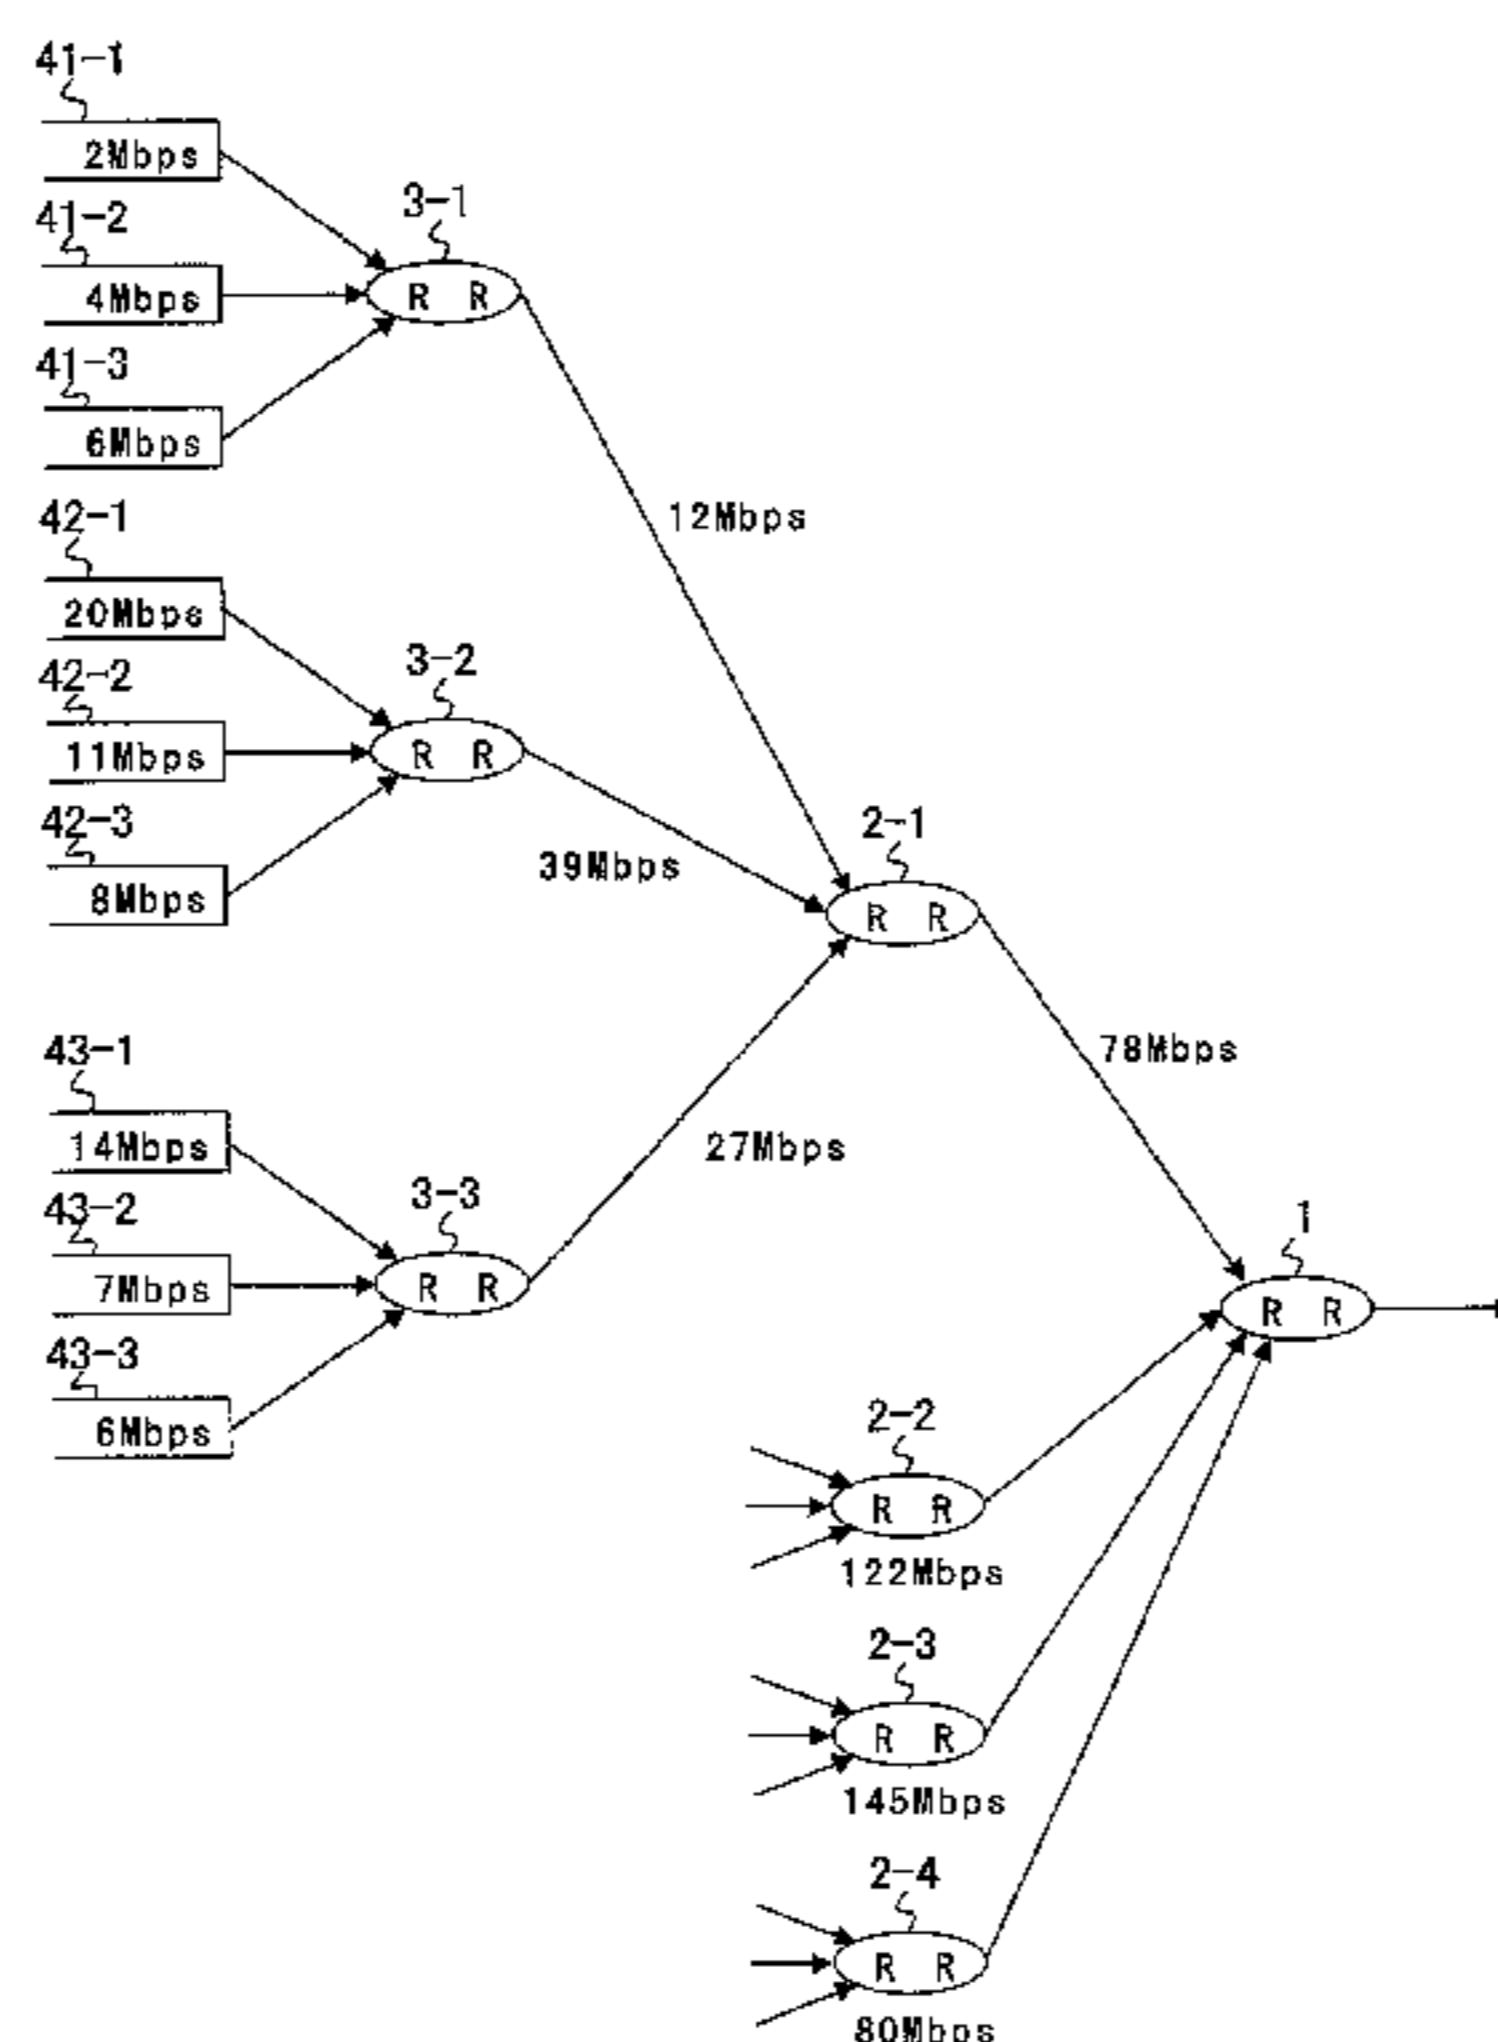 41-1
2Mbps
41-2
4Mbps
41-3
6Mbps
3-1
R R
12Mbps
42-1
20Mbps
42-2
11Mbps
42-3
8Mbps
3-2
R R
39Mbps
2-1
R R
78Mbps
43-1
14Mbps
43-2
7Mbps
43-3
6Mbps
3-3
R R
27Mbps
1
R R
2-2
R R
122Mbps
2-3
R R
145Mbps
2-4
R R
80Mbps